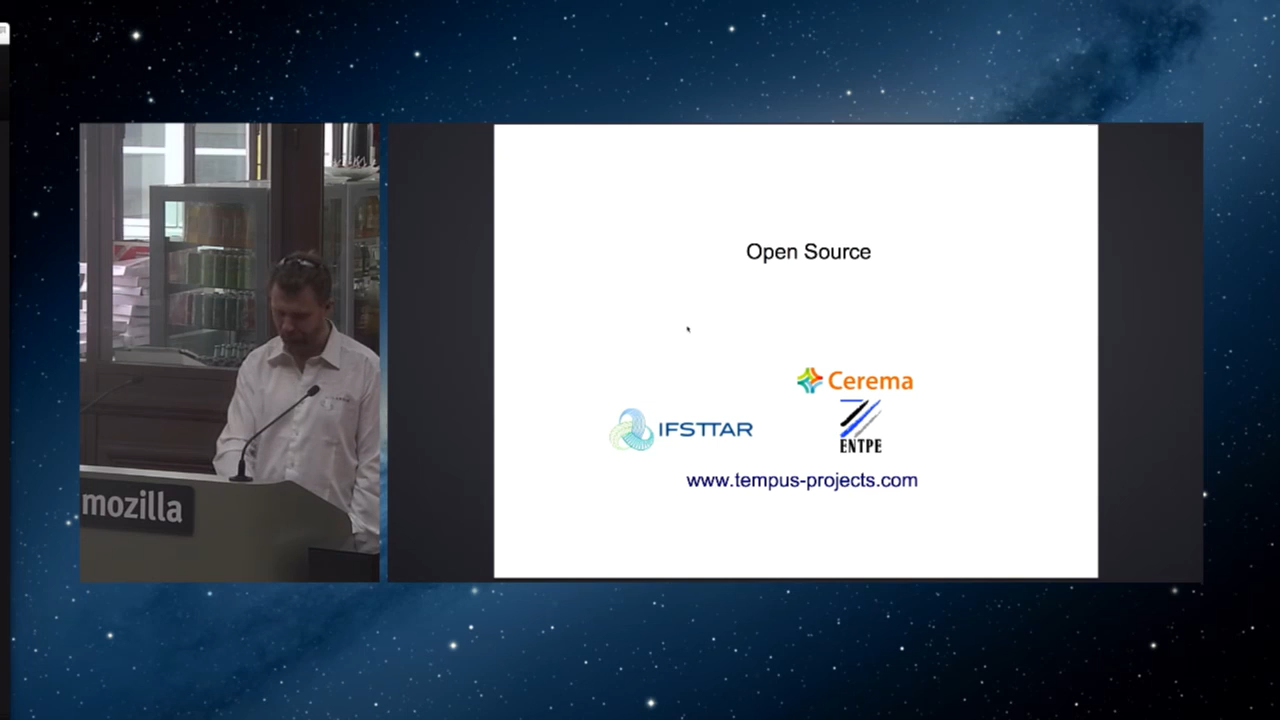 mozilla
Open Source
Cerema
IFSTTAR
ENTPE
www.tempus-projects.com